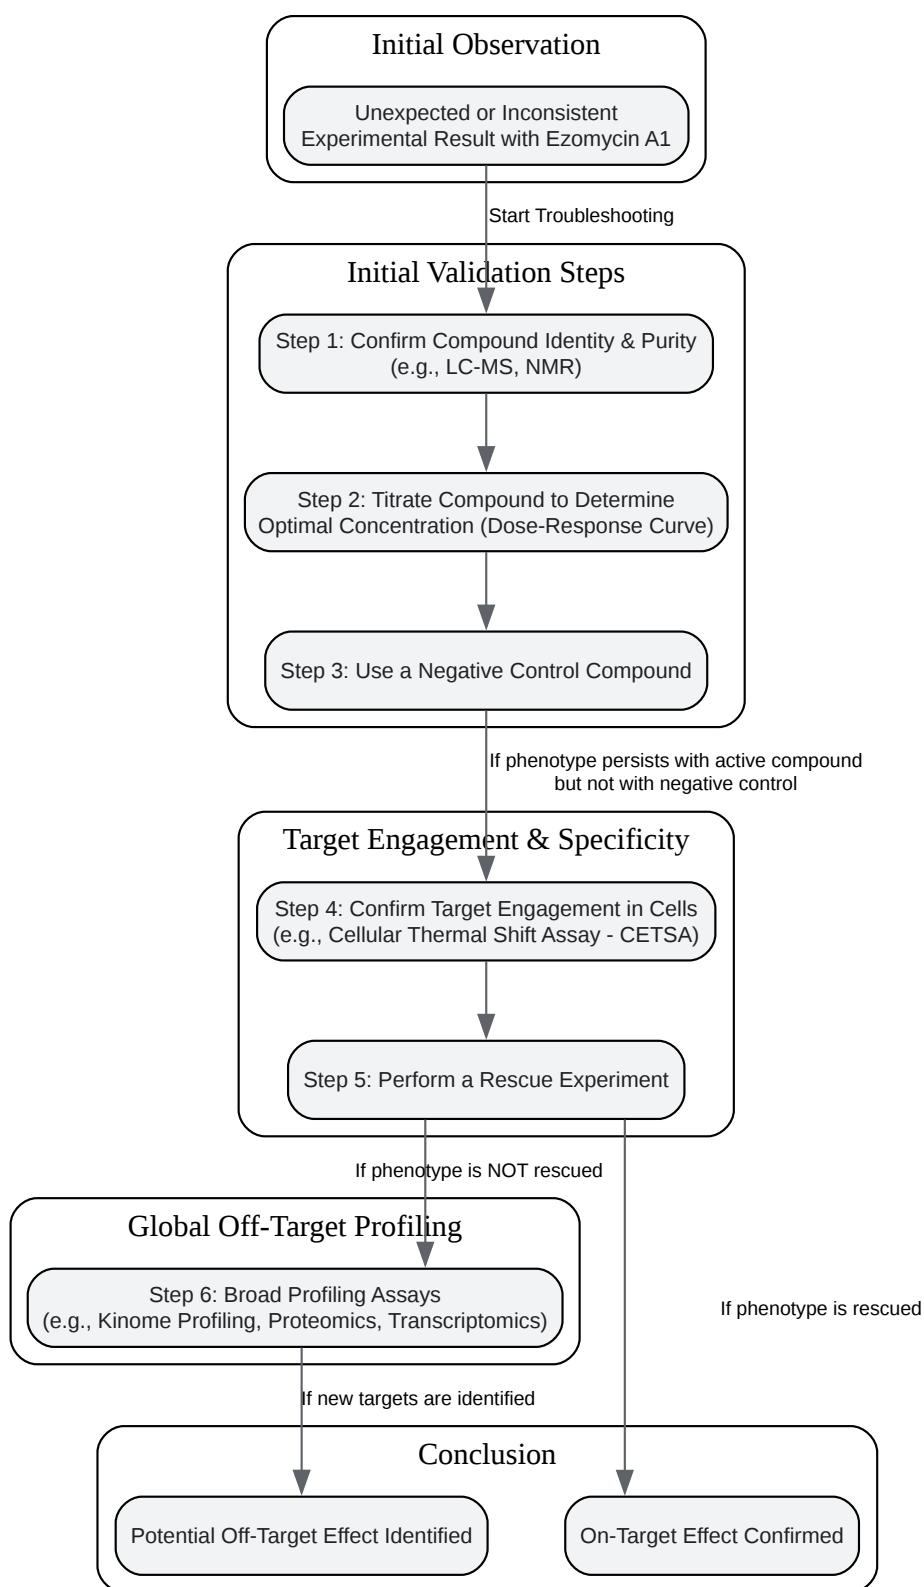 Initial Observation
Unexpected or Inconsistent
Experimental Result with Ezomycin A1
Start Troubleshooting
Initial Validation Steps
Step 1: Confirm Compound Identity & Purity
(e.g., LC-MS, NMR)
Step 2: Titrate Compound to Determine
Optimal Concentration (Dose-Response Curve)
Step 3: Use a Negative Control Compound
If phenotype persists with active compound
but not with negative control
Target Engagement & Specificity
Step 4: Confirm Target Engagement in Cells
(e.g., Cellular Thermal Shift Assay - CETSA)
Step 5: Perform a Rescue Experiment
If phenotype is NOT rescued
Global Off-Target Profiling
Step 6: Broad Profiling Assays
(e.g., Kinome Profiling, Proteomics, Transcriptomics)
If phenotype is rescued
If new targets are identified
Conclusion
Potential Off-Target Effect Identified
On-Target Effect Confirmed